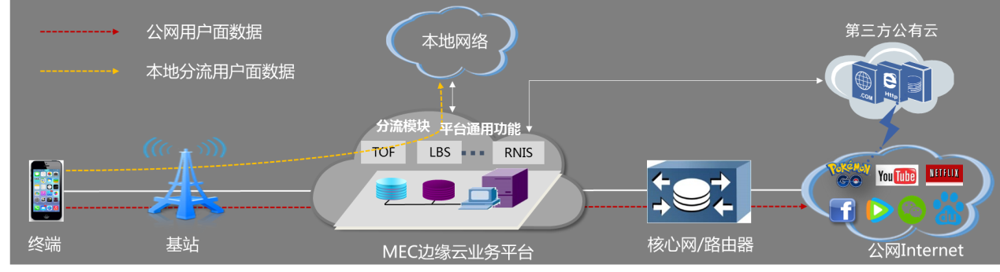 公网用户面数据
本地分流用户面数据
本地网络
第三方公有云
.COM
Http
分流模块
平台通用功能
TOF
LBS
RNIS
POKéMON
GO
YouTube
NETFLIX
f
du
终端
基站
MEC边缘云业务平台
核心网/路由器
公网Internet